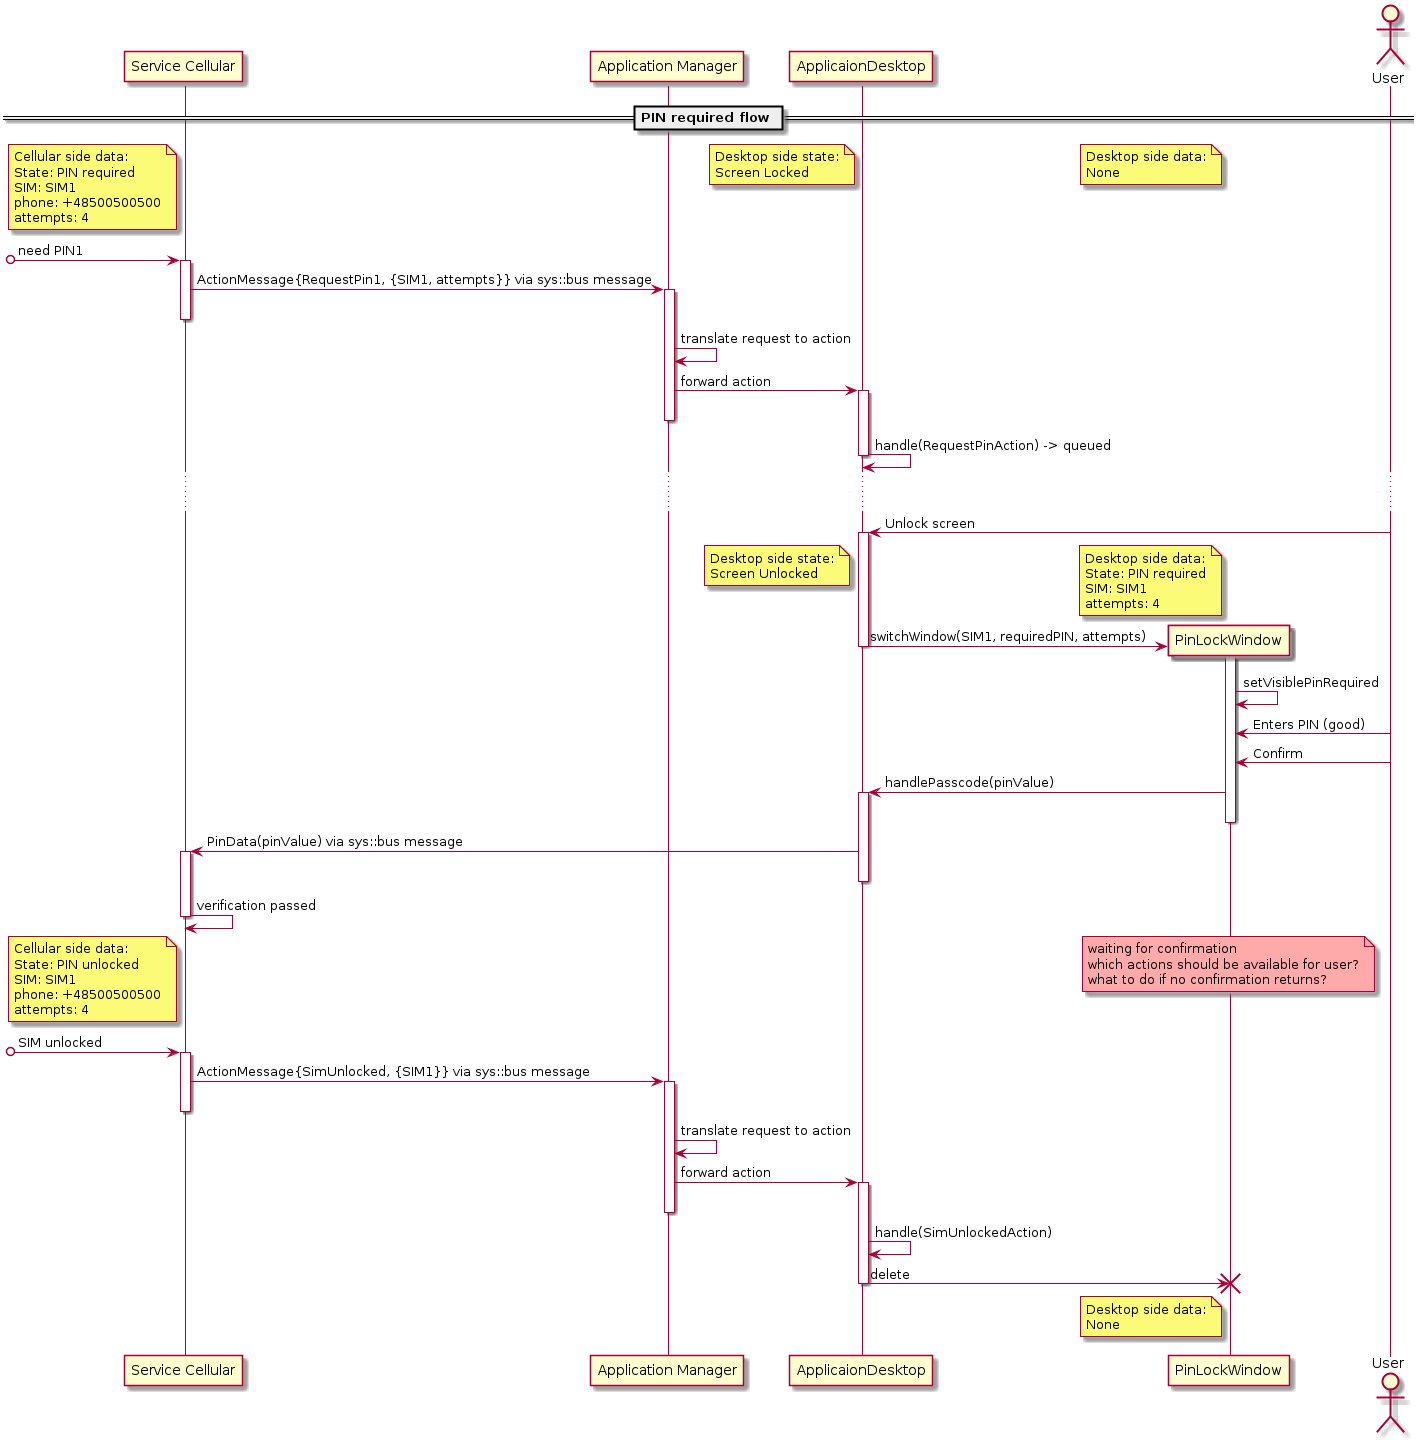 User
Service Cellular
Application Manager
ApplicaionDesktop
PIN required flow
Cellular side data:
State: PIN required
SIM: SIM1
phone: +48500500500
attempts: 4
Desktop side state:
Screen Locked
Desktop side data:
None
need PIN1
ActionMessage{RequestPin1, {SIM1, attempts}} via sys::bus message
translate request to action
forward action
handle(RequestPinAction) -> queued
Unlock screen
Desktop side state:
Screen Unlocked
Desktop side data:
State: PIN required
SIM: SIM1
attempts: 4
switchWindow(SIM1, requiredPIN, attempts)
PinLockWindow
setVisiblePinRequired
Enters PIN (good)
Confirm
handlePasscode(pinValue)
PinData(pinValue) via sys::bus message
verification passed
Cellular side data:
State: PIN unlocked
SIM: SIM1
phone: +48500500500
attempts: 4
waiting for confirmation
which actions should be available for user?
what to do if no confirmation returns?
SIM unlocked
ActionMessage{SimUnlocked, {SIM1}} via sys::bus message
translate request to action
forward action
handle(SimUnlockedAction)
delete
Desktop side data:
None
Service Cellular
Application Manager
ApplicaionDesktop
PinLockWindow
User